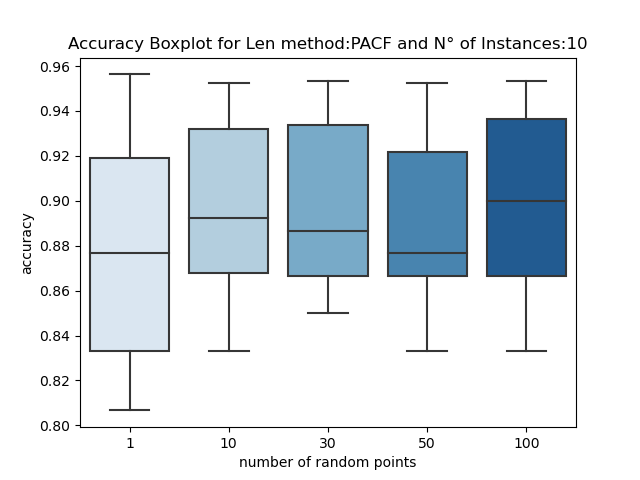 Accuracy Boxplot for Len method:PACF and N° of Instances:10
0.96
0.94
0.92
0.90
0.88
0.86
0.84
0.82
0.80
accuracy
1 10 30 50 100
number of random points